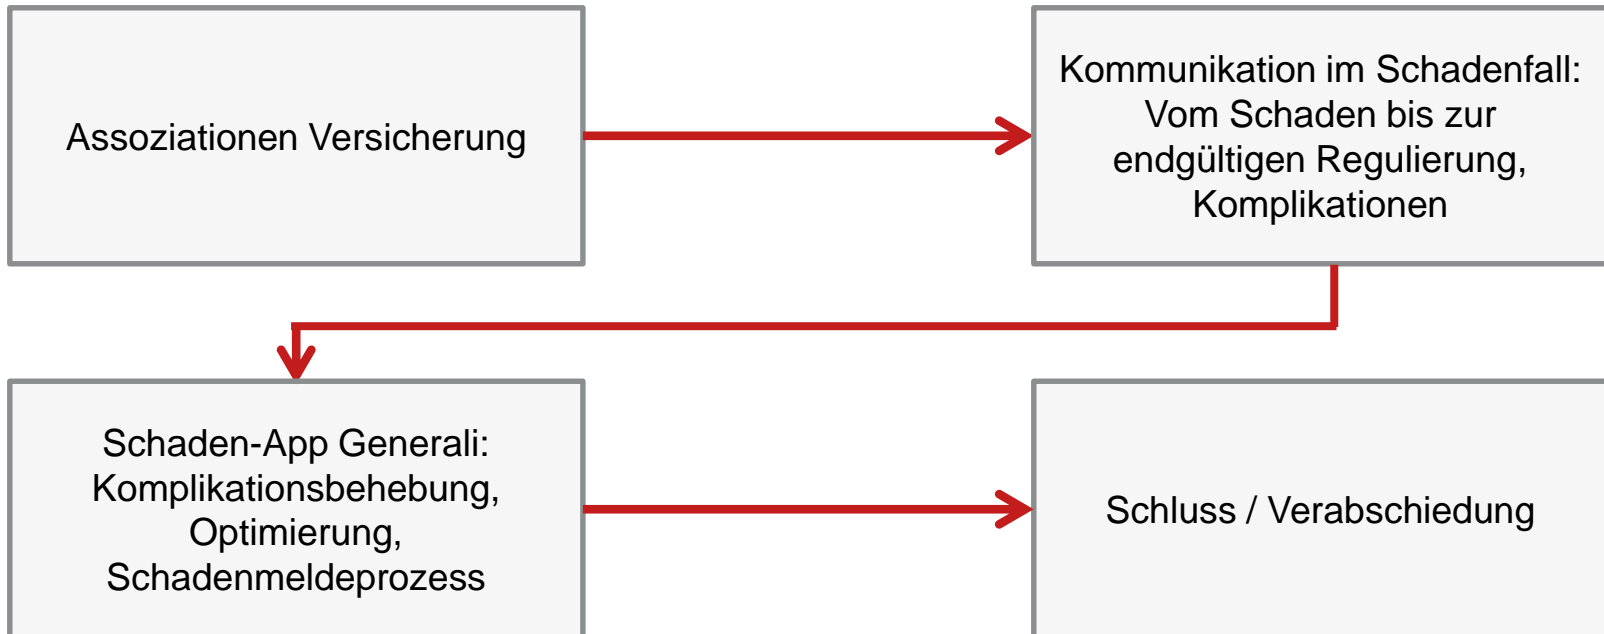 Assoziationen Versicherung
Kommunikation im Schadenfall:
Vom Schaden bis zur
endgültigen Regulierung,
Komplikationen
Schaden-App Generali:
Komplikationsbehebung,
Optimierung,
Schadenmeldeprozess
Schluss / Verabschiedung